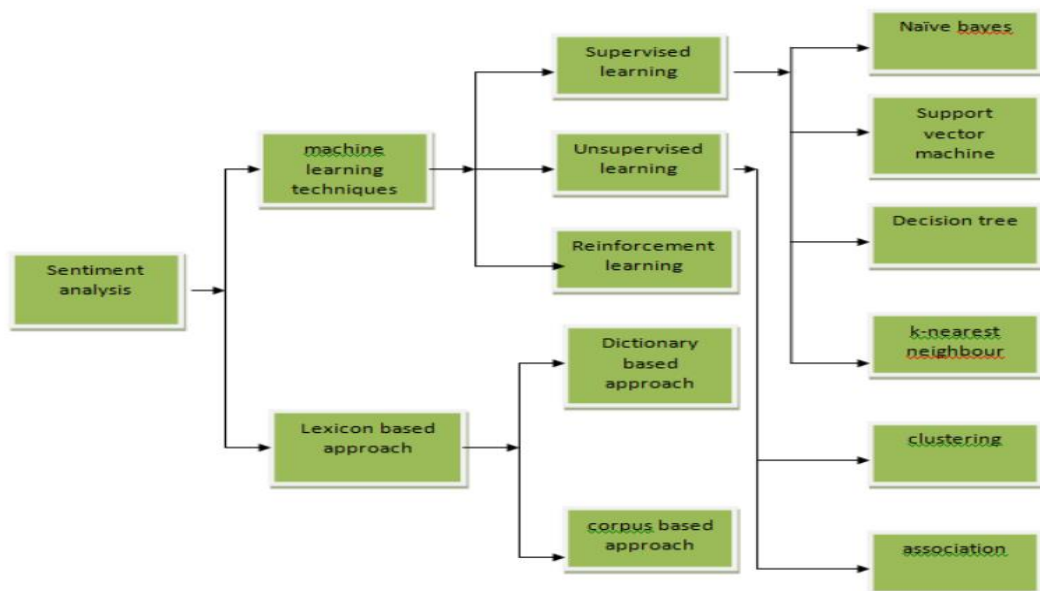 Sentiment
analysis
machine
learning
techniques
Lexicon based
approach
Supervised
learning
Unsupervised
learning
Reinforcement
learning
Dictionary
based
approach
corpus based
approach
Naïve bayes
Support
vector
machine
Decision tree
k-nearest
neighbour
clustering
association